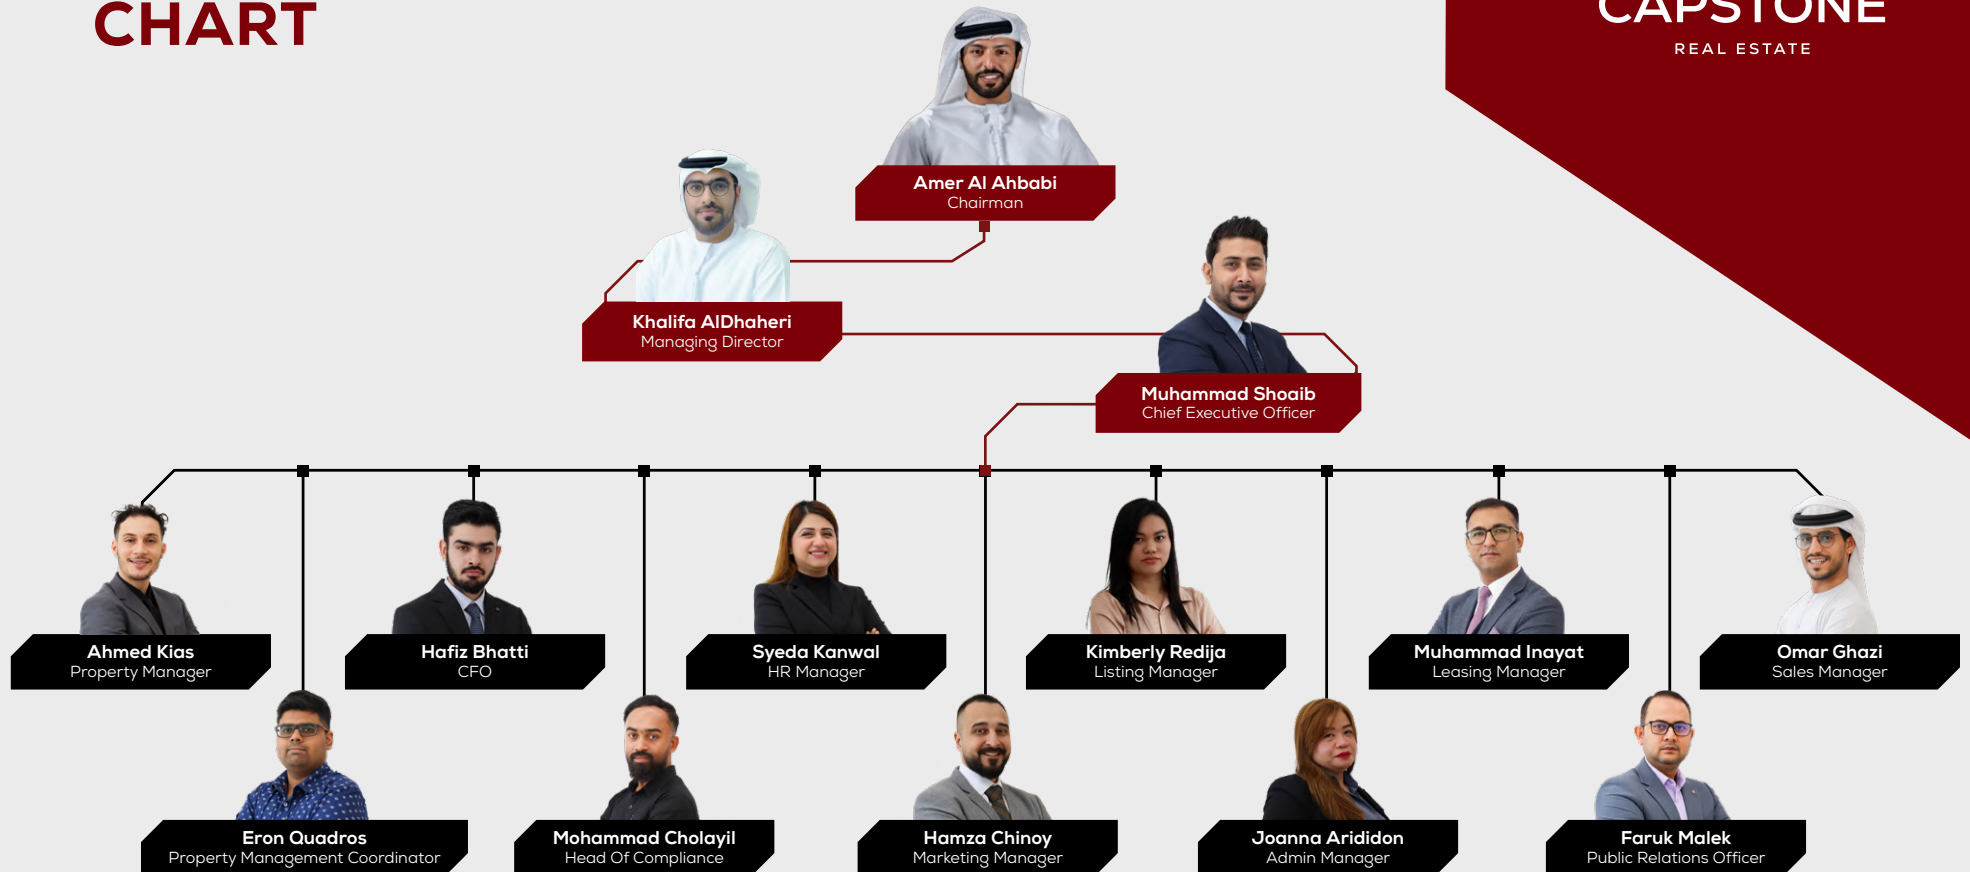 CHART
CAPSTONE
REAL ESTATE
Amer Al Ahbabi
Chairman
Khalifa AlDhaheri
Managing Director
Muhammad Shoaib
Chief Executive Officer
Ahmed Kias
Property Manager
Hafiz Bhatti
CFO
Syeda Kanwal
HR Manager
Kimberly Redija
Listing Manager
Muhammad Inayat
Leasing Manager
Omar Ghazi
Sales Manager
Eron Quadros
Property Management Coordinator
Mohammad Cholayil
Head Of Compliance
Hamza Chinoy
Marketing Manager
Joanna Arididon
Admin Manager
Faruk Malek
Public Relations Officer